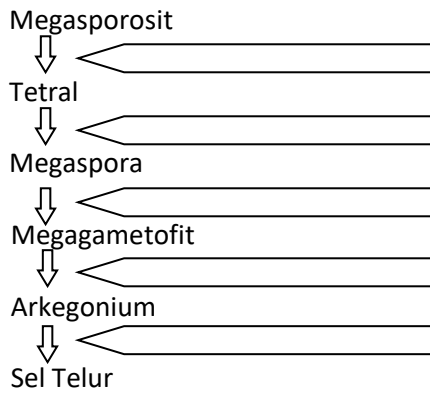 Megasporosit
Tetral
Megaspora
Megagametofit
Arkegonium
Sel Telur